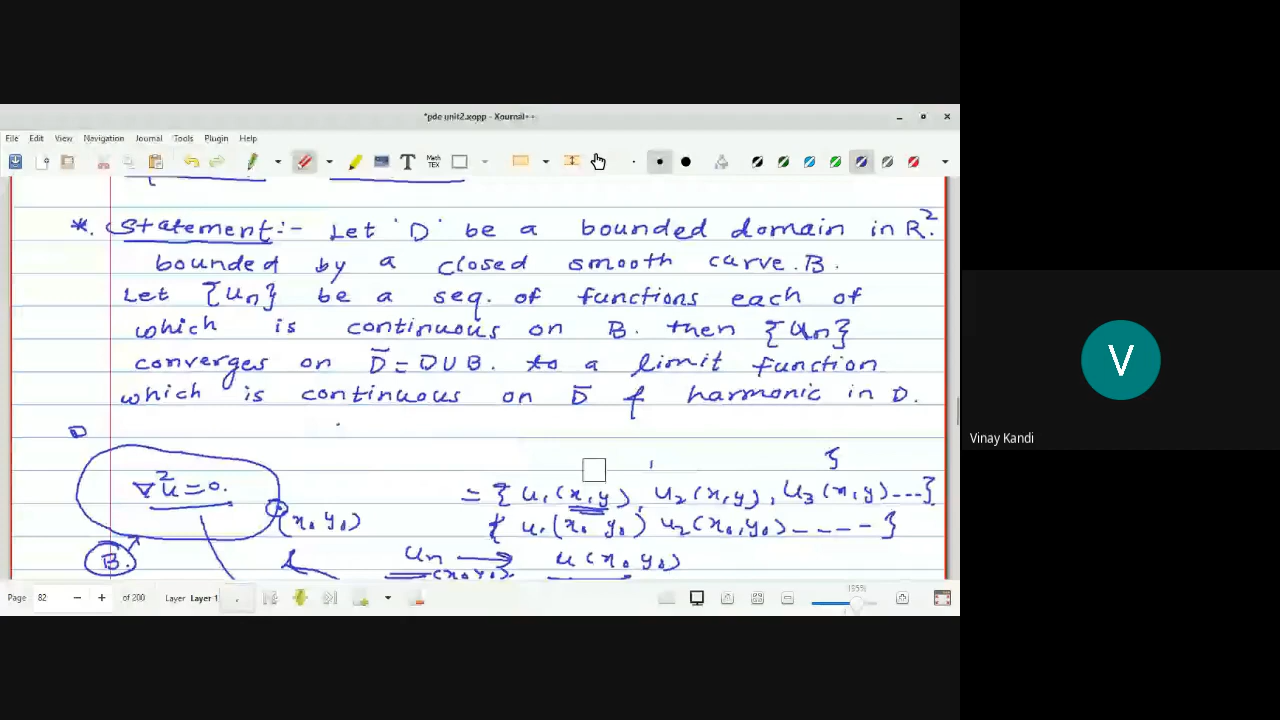 *pde unit2.xopp - Xournal++
File Edit View Navigation Journal Tools Plugin Help
*. Statement:- Let 'D' be a bounded domain in R².
bounded by a closed smooth curve. B.
Let {un} be a seq. of functions each of
which is continuous on B. then {un}
converges on D̅ = D∪B. to a limit function
which is continuous on D̅ & harmonic in D.
D
∇²u=0.
}
= { u₁(x,y), u₂(x,y), u₃(x,y) ---}
(x₀ y₀)
{ u₁(x₀ y₀) u₂(x₀,y₀) ---- }
B.
un → u(x₀ y₀)
(x₀ y₀).
V
Vinay Kandi
Page 82 of 200 Layer Layer 1
195%